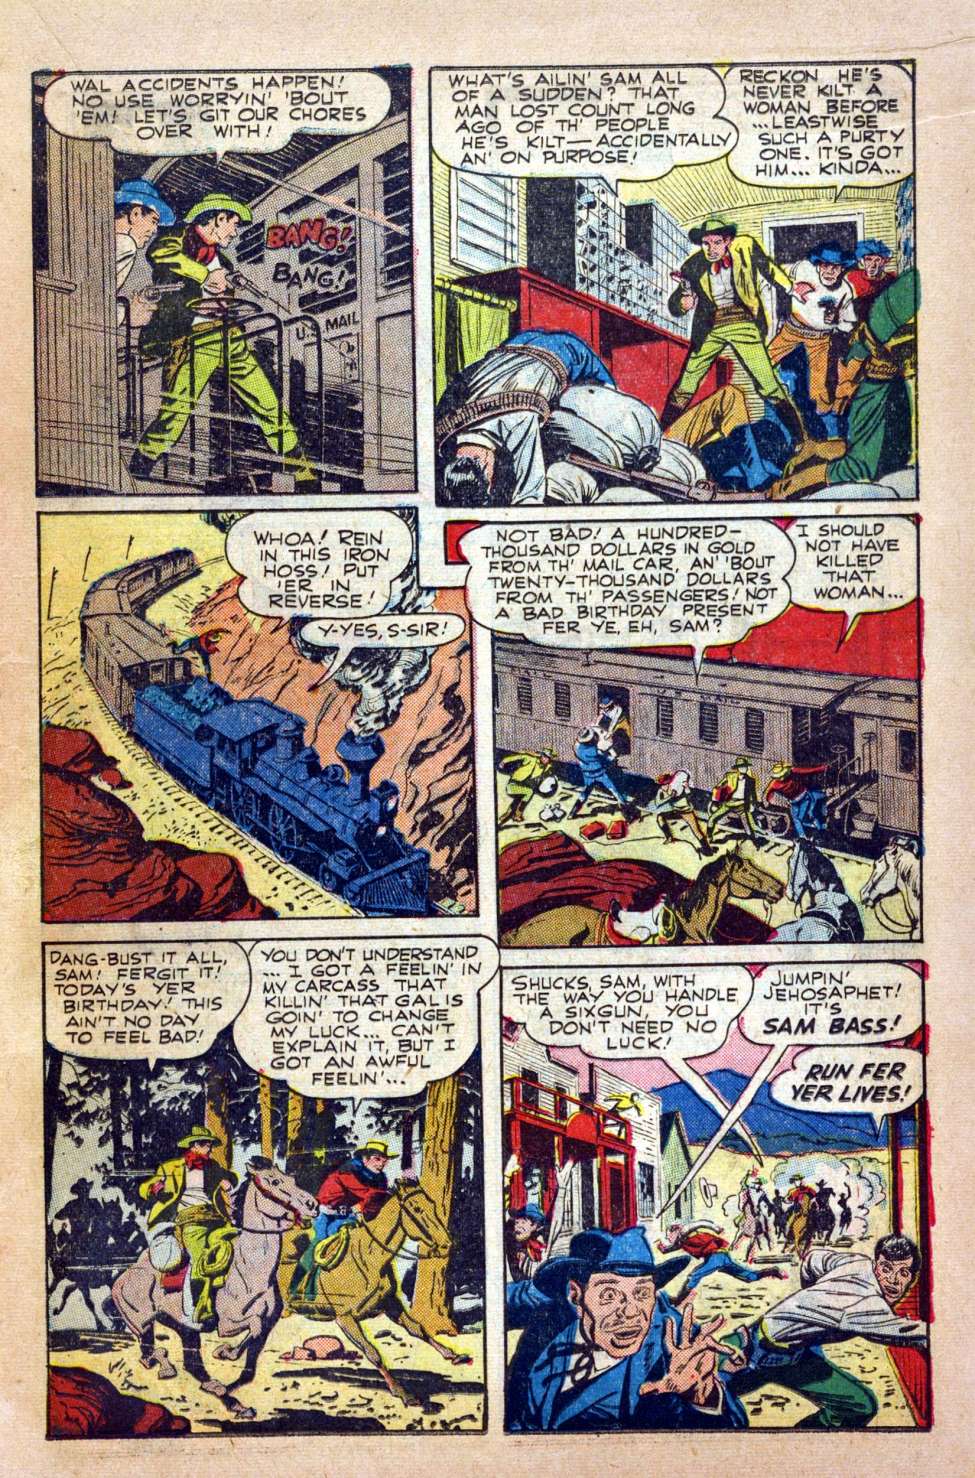 WAL ACCIDENTS HAPPEN!
NO USE WORRYIN' 'BOUT
'EM! LET'S GIT OUR CHORES
OVER WITH!
BANG!
BANG!
U.S. MAIL
WHAT'S AILIN' SAM ALL
OF A SUDDEN? THAT
MAN LOST COUNT LONG
AGO OF TH' PEOPLE
HE'S KILT—ACCIDENTALLY
AN' ON PURPOSE!
RECKON HE'S
NEVER KILT A
WOMAN BEFORE
...LEASTWISE
SUCH A PURTY
ONE. IT'S GOT
HIM... KINDA...
WHOA! REIN
IN THIS IRON
HOSS! PUT
'ER IN
REVERSE!
Y-YES, S-SIR!
NOT BAD! A HUNDRED-
THOUSAND DOLLARS IN GOLD
FROM TH' MAIL CAR, AN' 'BOUT
TWENTY-THOUSAND DOLLARS
FROM TH' PASSENGERS! NOT
A BAD BIRTHDAY PRESENT
FER YE, EH, SAM?
I SHOULD
NOT HAVE
KILLED
THAT
WOMAN...
MAIL
DANG-BUST IT ALL,
SAM! FERGIT IT!
TODAY'S YER
BIRTHDAY! THIS
AIN'T NO DAY
TO FEEL BAD!
YOU DON'T UNDERSTAND
...I GOT A FEELIN' IN
MY CARCASS THAT
KILLIN' THAT GAL IS
GOIN' TO CHANGE
MY LUCK... CAN'T
EXPLAIN IT, BUT I
GOT AN AWFUL
FEELIN'...
SHUCKS, SAM, WITH
THE WAY YOU HANDLE
A SIXGUN, YOU
DON'T NEED NO
LUCK!
JUMPIN'
JEHOSAPHET!
IT'S
SAM BASS!
RUN FER
YER LIVES!